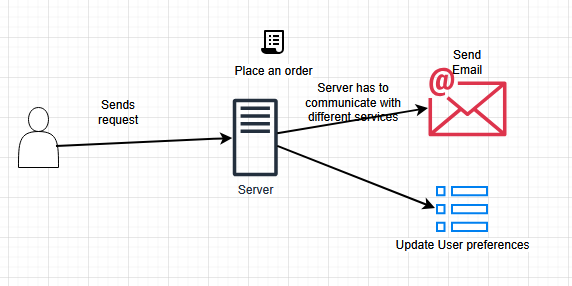 Place an order
Sends
request
Server
Server has to
communicate with
different services
Send
Email
@
Update User preferences